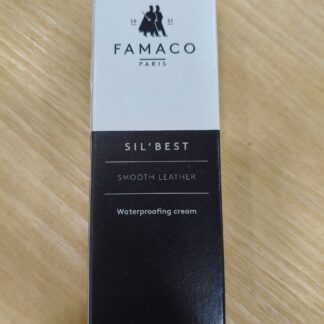 19 31
FAMACO
PARIS
SIL'BEST
SMOOTH LEATHER
Waterproofing cream